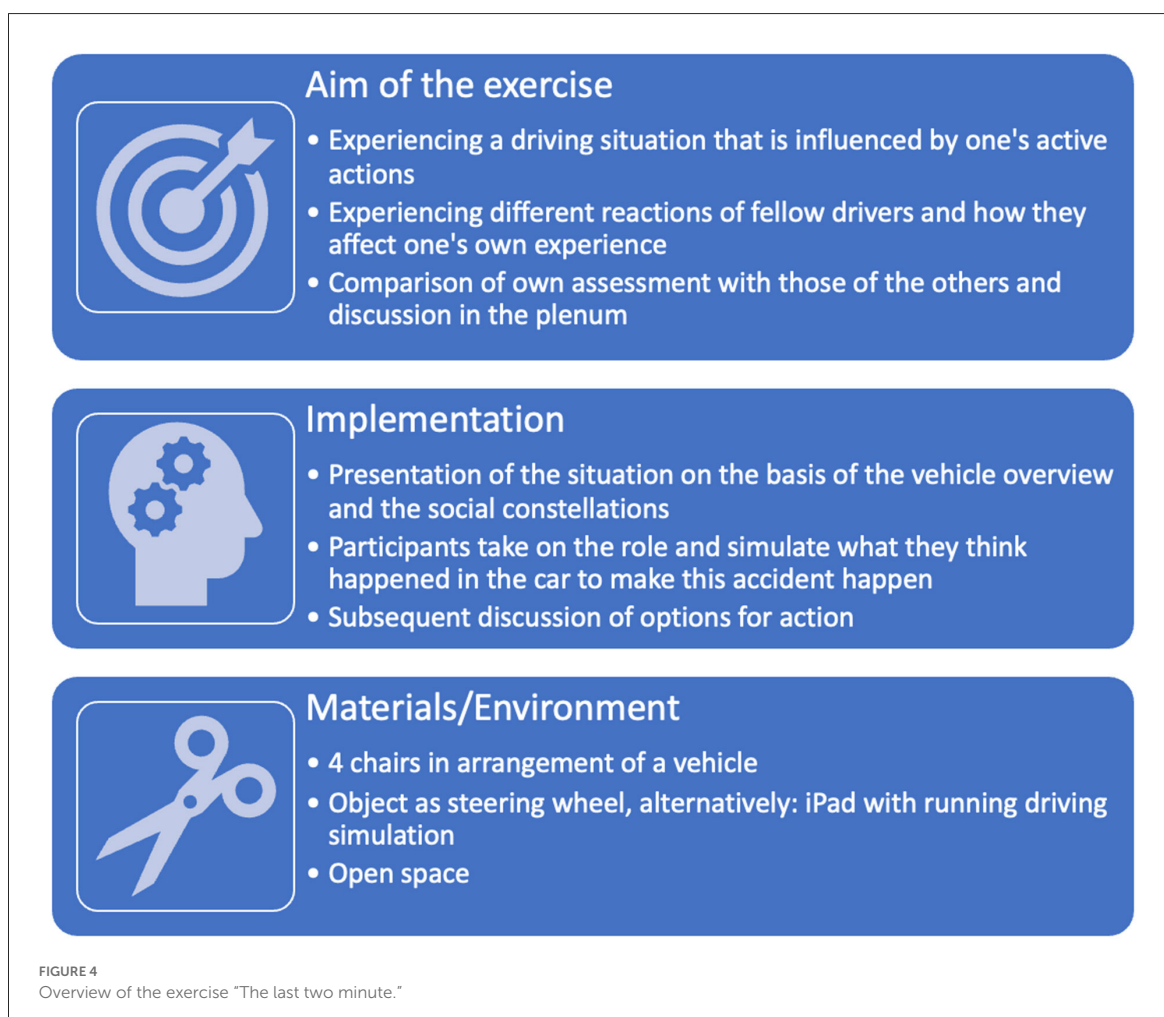 Aim of the exercise
• Experiencing a driving situation that is influenced by one's active
actions
• Experiencing different reactions of fellow drivers and how they
affect one's own experience
• Comparison of own assessment with those of the others and
discussion in the plenum
Implementation
• Presentation of the situation on the basis of the vehicle overview
and the social constellations
• Participants take on the role and simulate what they think
happened in the car to make this accident happen
• Subsequent discussion of options for action
Materials/Environment
• 4 chairs in arrangement of a vehicle
• Object as steering wheel, alternatively: iPad with running driving
simulation
• Open space
FIGURE 4
Overview of the exercise “The last two minute.”